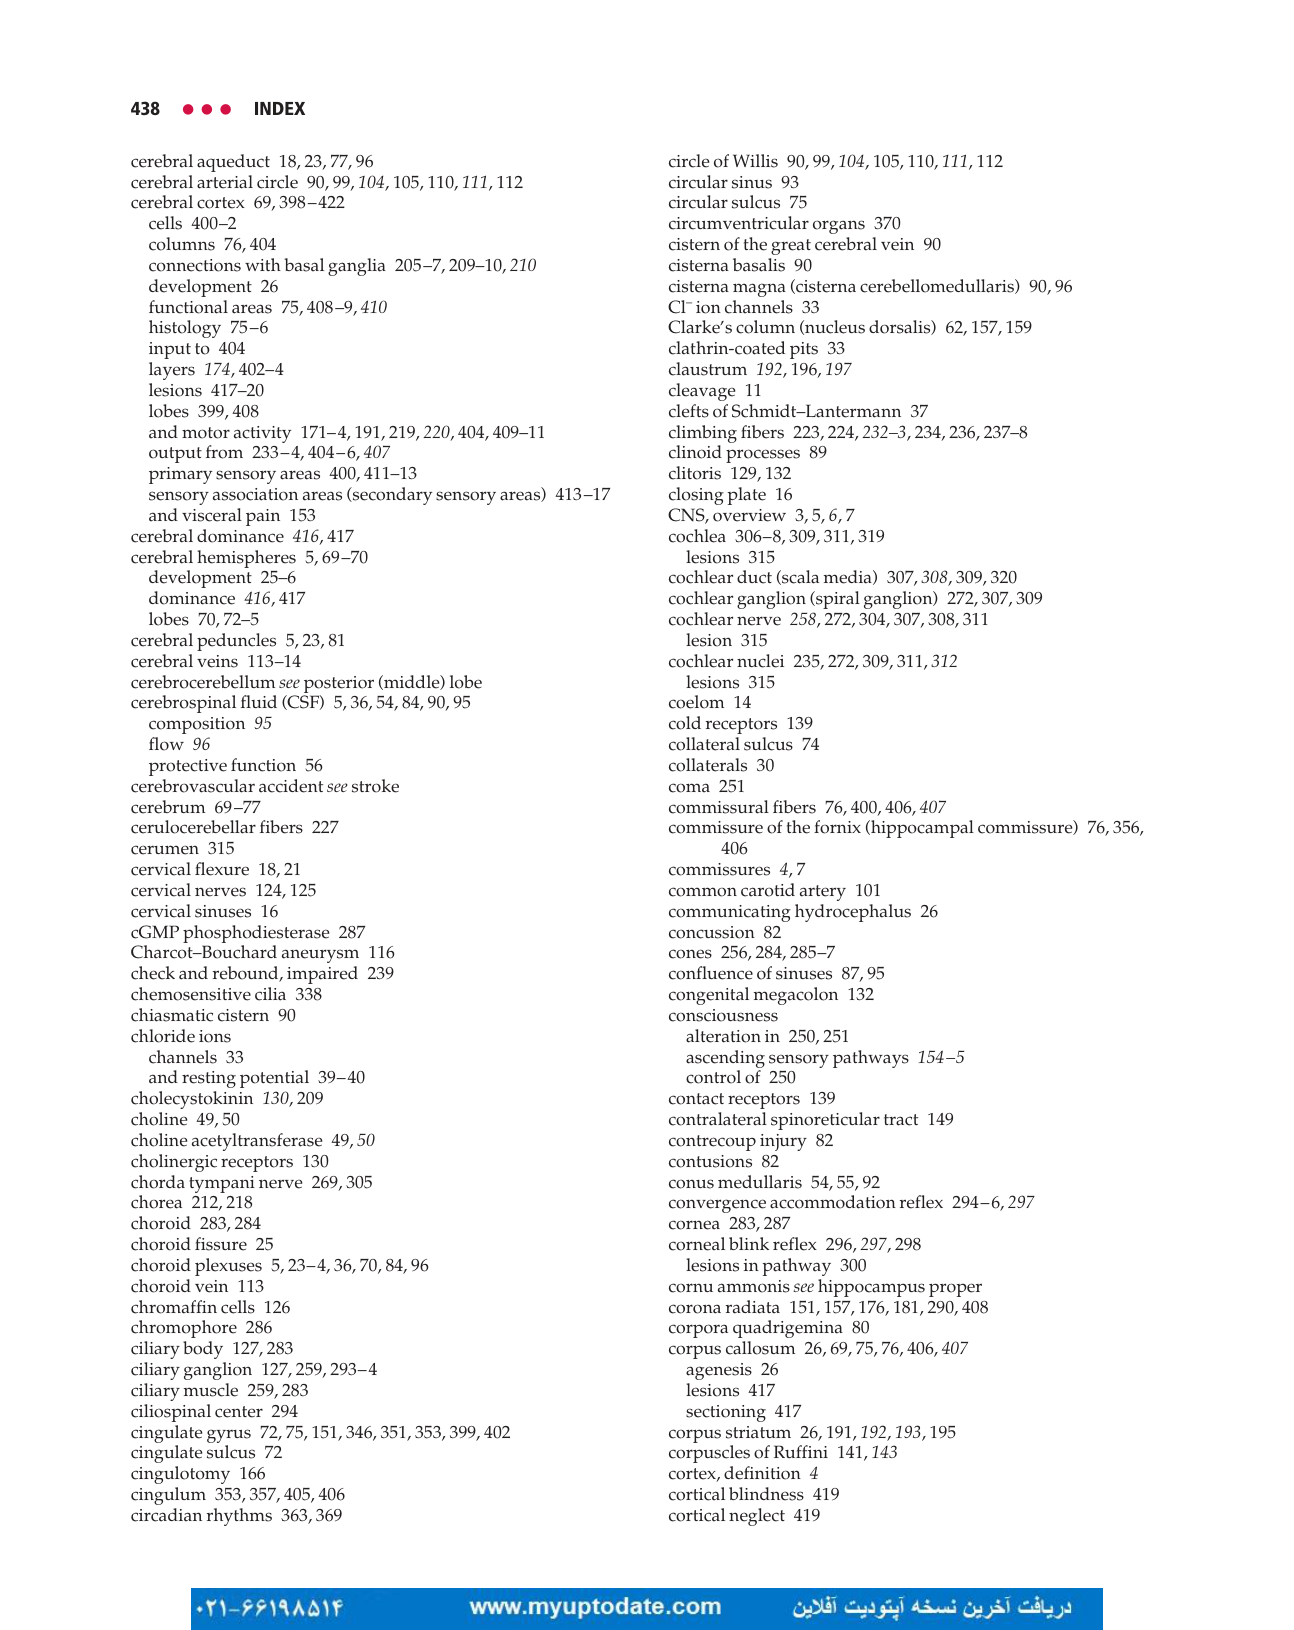 438 ● ● ● INDEX
cerebral aqueduct 18, 23, 77, 96
cerebral arterial circle 90, 99, 104, 105, 110, 111, 112
cerebral cortex 69, 398–422
cells 400–2
columns 76, 404
connections with basal ganglia 205–7, 209–10, 210
development 26
functional areas 75, 408–9, 410
histology 75–6
input to 404
layers 174, 402–4
lesions 417–20
lobes 399, 408
and motor activity 171–4, 191, 219, 220, 404, 409–11
output from 233–4, 404–6, 407
primary sensory areas 400, 411–13
sensory association areas (secondary sensory areas) 413–17
and visceral pain 153
cerebral dominance 416, 417
cerebral hemispheres 5, 69–70
development 25–6
dominance 416, 417
lobes 70, 72–5
cerebral peduncles 5, 23, 81
cerebral veins 113–14
cerebrocerebellum see posterior (middle) lobe
cerebrospinal fluid (CSF) 5, 36, 54, 84, 90, 95
composition 95
flow 96
protective function 56
cerebrovascular accident see stroke
cerebrum 69–77
cerulocerebellar fibers 227
cerumen 315
cervical flexure 18, 21
cervical nerves 124, 125
cervical sinuses 16
cGMP phosphodiesterase 287
Charcot–Bouchard aneurysm 116
check and rebound, impaired 239
chemosensitive cilia 338
chiasmatic cistern 90
chloride ions
channels 33
and resting potential 39–40
cholecystokinin 130, 209
choline 49, 50
choline acetyltransferase 49, 50
cholinergic receptors 130
chorda tympani nerve 269, 305
chorea 212, 218
choroid 283, 284
choroid fissure 25
choroid plexuses 5, 23–4, 36, 70, 84, 96
choroid vein 113
chromaffin cells 126
chromophore 286
ciliary body 127, 283
ciliary ganglion 127, 259, 293–4
ciliary muscle 259, 283
ciliospinal center 294
cingulate gyrus 72, 75, 151, 346, 351, 353, 399, 402
cingulate sulcus 72
cingulotomy 166
cingulum 353, 357, 405, 406
circadian rhythms 363, 369
circle of Willis 90, 99, 104, 105, 110, 111, 112
circular sinus 93
circular sulcus 75
circumventricular organs 370
cistern of the great cerebral vein 90
cisterna basalis 90
cisterna magna (cisterna cerebellomedullaris) 90, 96
Cl⁻ ion channels 33
Clarke's column (nucleus dorsalis) 62, 157, 159
clathrin-coated pits 33
claustrum 192, 196, 197
cleavage 11
clefts of Schmidt–Lantermann 37
climbing fibers 223, 224, 232–3, 234, 236, 237–8
clinoid processes 89
clitoris 129, 132
closing plate 16
CNS, overview 3, 5, 6, 7
cochlea 306–8, 309, 311, 319
lesions 315
cochlear duct (scala media) 307, 308, 309, 320
cochlear ganglion (spiral ganglion) 272, 307, 309
cochlear nerve 258, 272, 304, 307, 308, 311
lesion 315
cochlear nuclei 235, 272, 309, 311, 312
lesions 315
coelom 14
cold receptors 139
collateral sulcus 74
collaterals 30
coma 251
commissural fibers 76, 400, 406, 407
commissure of the fornix (hippocampal commissure) 76, 356,
406
commissures 4, 7
common carotid artery 101
communicating hydrocephalus 26
concussion 82
cones 256, 284, 285–7
confluence of sinuses 87, 95
congenital megacolon 132
consciousness
alteration in 250, 251
ascending sensory pathways 154–5
control of 250
contact receptors 139
contralateral spinoreticular tract 149
contrecoup injury 82
contusions 82
conus medullaris 54, 55, 92
convergence accommodation reflex 294–6, 297
cornea 283, 287
corneal blink reflex 296, 297, 298
lesions in pathway 300
cornu ammonis see hippocampus proper
corona radiata 151, 157, 176, 181, 290, 408
corpora quadrigemina 80
corpus callosum 26, 69, 75, 76, 406, 407
agenesis 26
lesions 417
sectioning 417
corpus striatum 26, 191, 192, 193, 195
corpuscles of Ruffini 141, 143
cortex, definition 4
cortical blindness 419
cortical neglect 419
۰۲۱-۶۶۱۹۸۵۱۴ www.myuptodate.com دریافت آخرین نسخه آپتودیت آفلاین